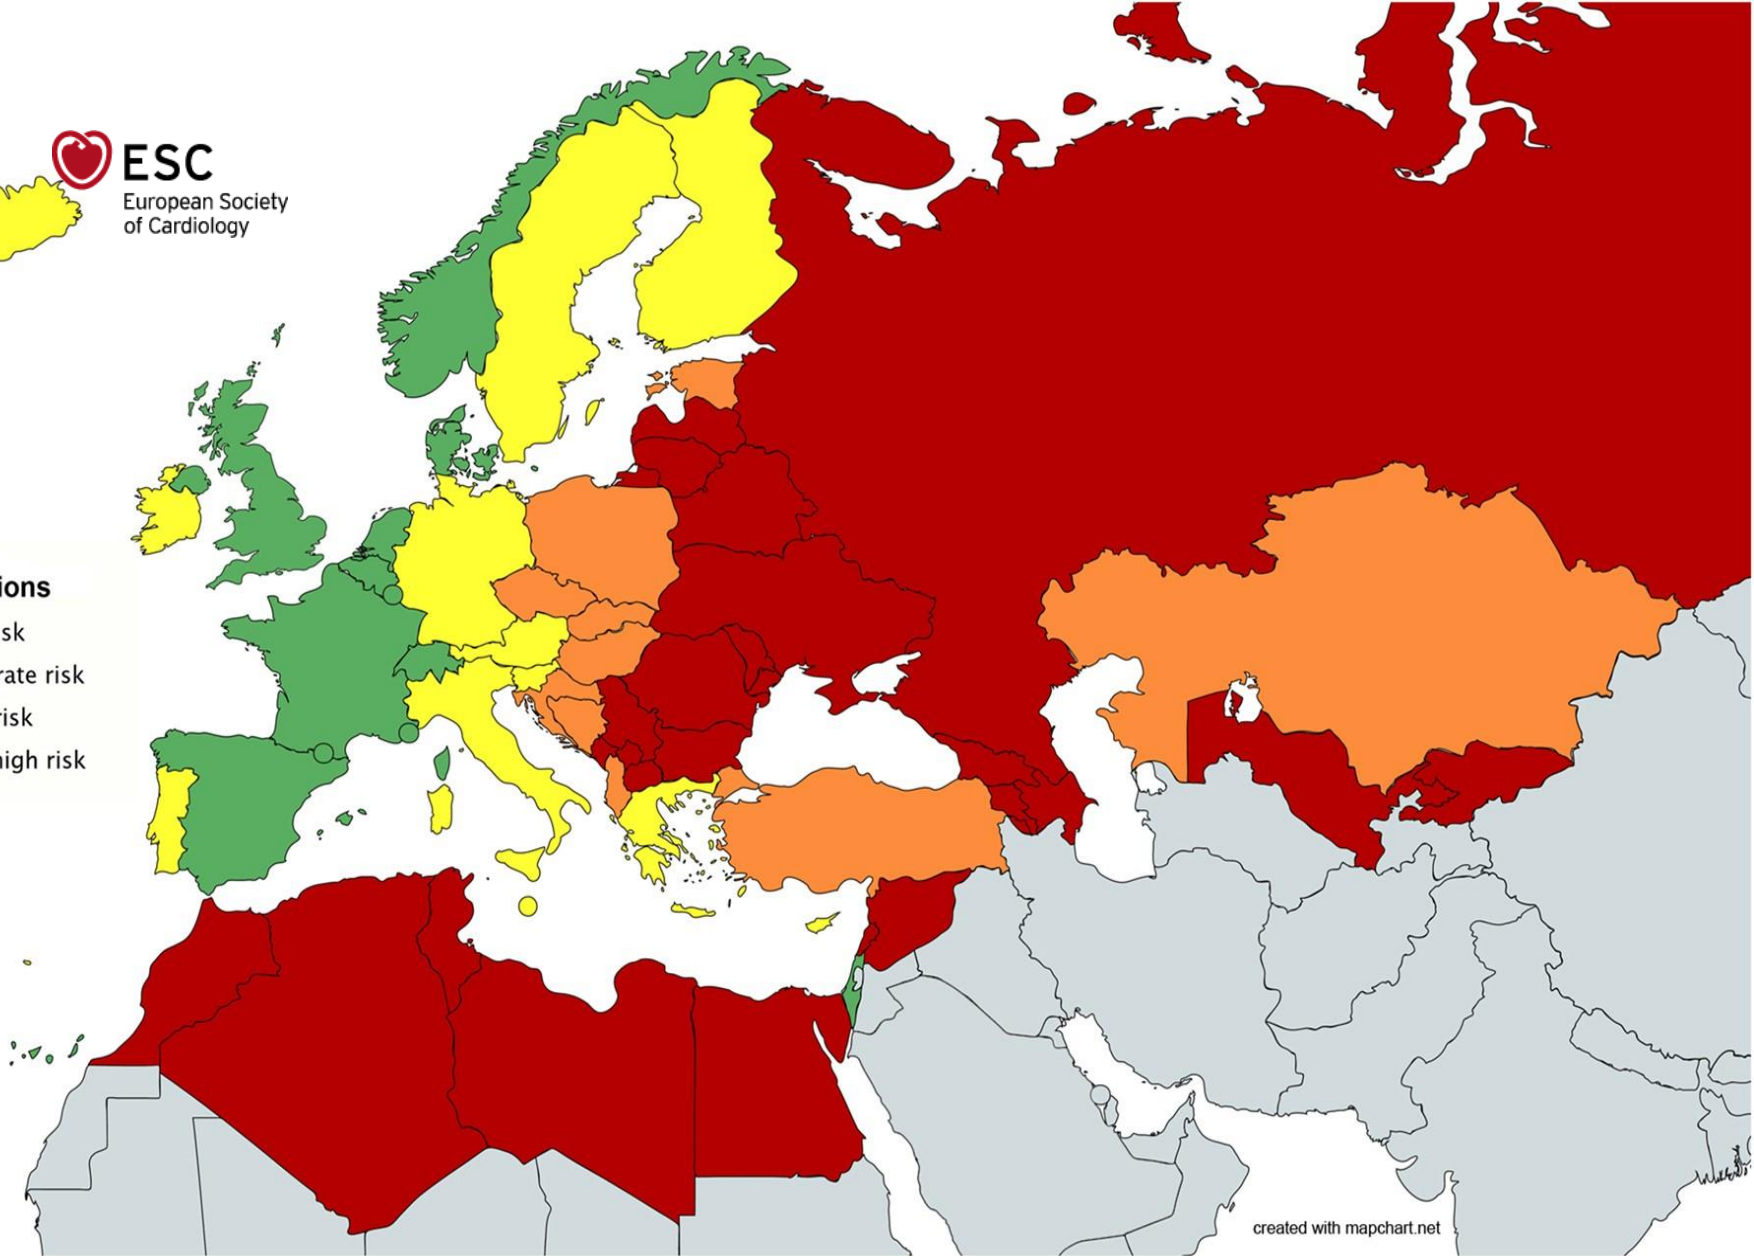 ESC
European Society
of Cardiology
ions
sk
rate risk
risk
high risk
created with mapchart.net